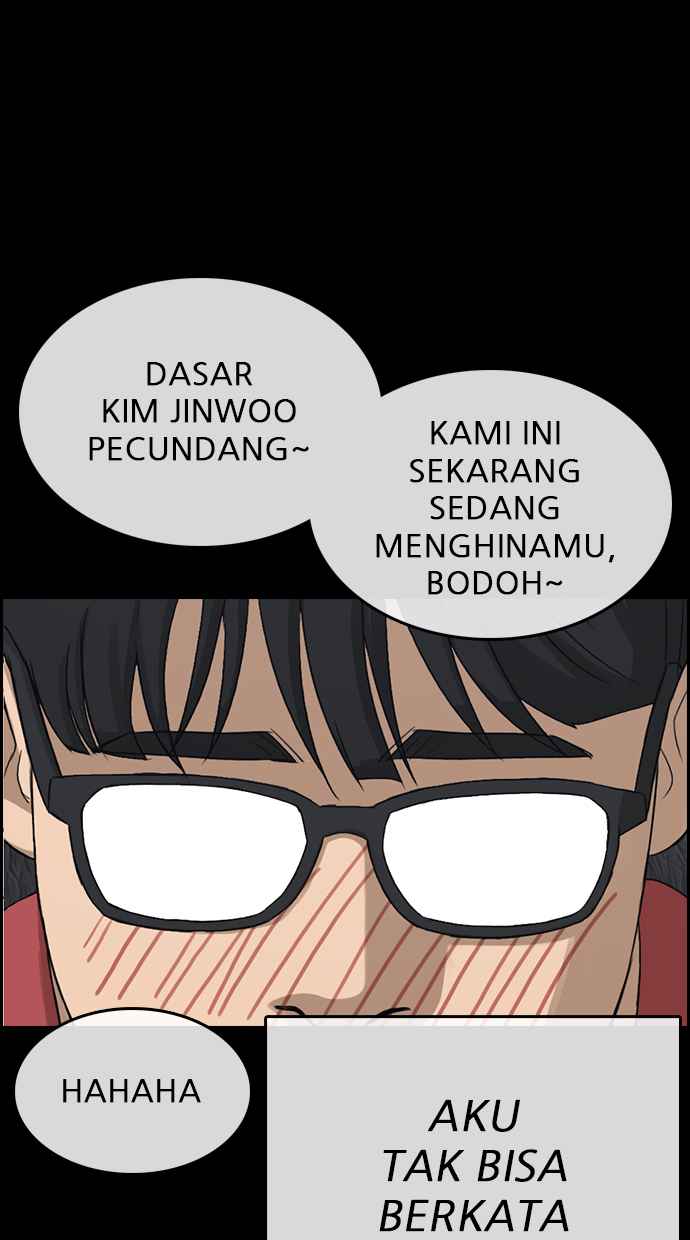 DASAR
KIM JINWOO
PECUNDANG~
KAMI INI
SEKARANG
SEDANG
MENGHINAMU,
BODOH~
HAHAHA
AKU
TAK BISA
BERKATA